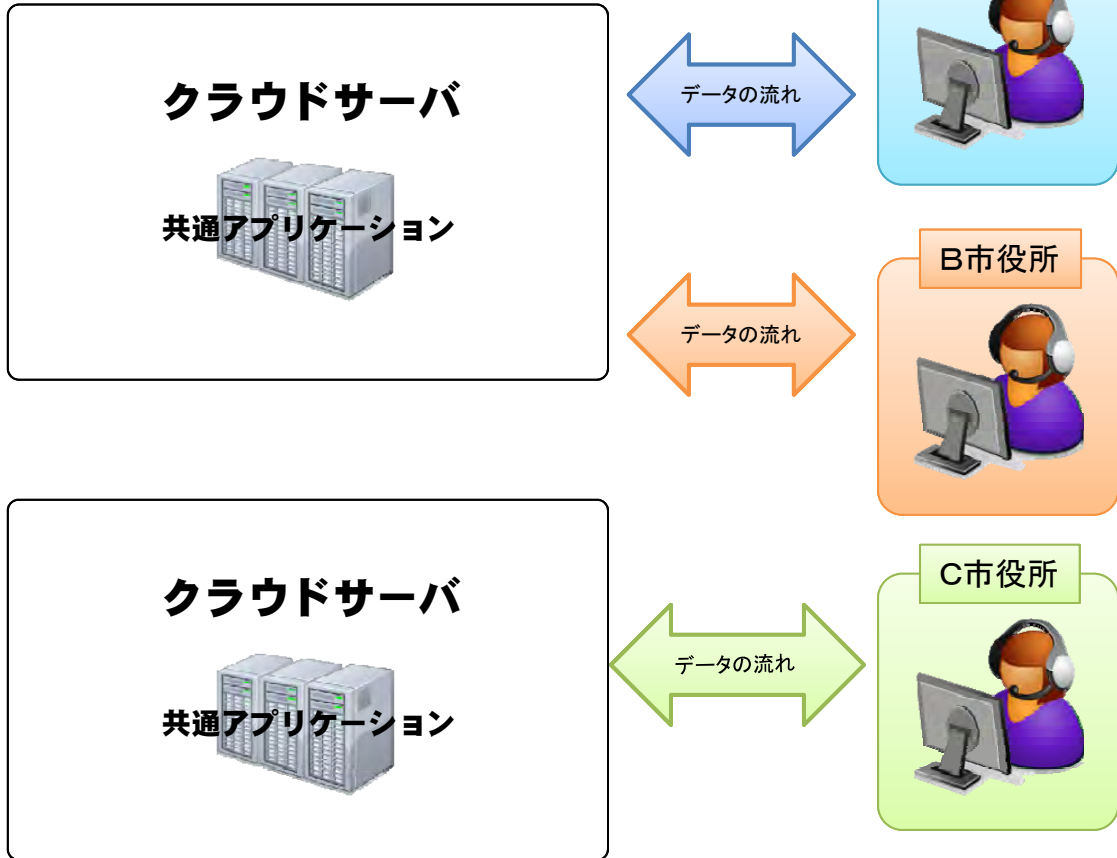 クラウドサーバ
共通アプリケーション
データの流れ
B市役所
データの流れ
クラウドサーバ
共通アプリケーション
C市役所
データの流れ